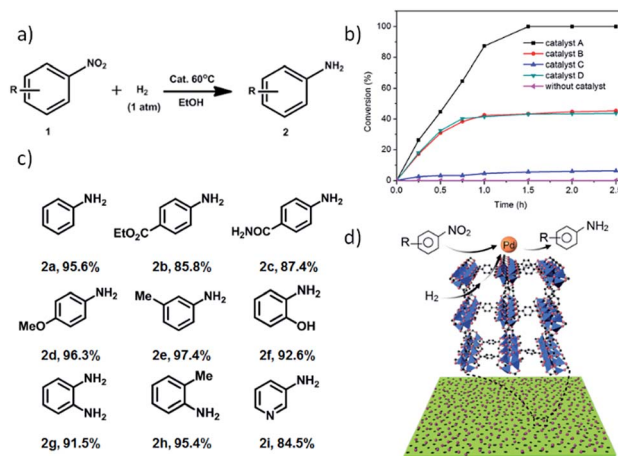 a)
NO₂
R
1
+ H₂
(1 atm)
Cat. 60°C
EtOH
NH₂
R
2
b)
Conversion (%)
100
80
60
40
20
0
0.0 0.5 1.0 1.5 2.0 2.5
Time (h)
catalyst A
catalyst B
catalyst C
catalyst D
without catalyst
c)
NH₂
2a, 95.6%
NH₂
EtO₂C
2b, 85.8%
NH₂
H₂NOC
2c, 87.4%
NH₂
MeO
2d, 96.3%
Me NH₂
2e, 97.4%
NH₂
OH
2f, 92.6%
NH₂
NH₂
2g, 91.5%
Me
NH₂
2h, 95.4%
NH₂
N
2i, 84.5%
d)
R NO₂
Pd
R NH₂
H₂